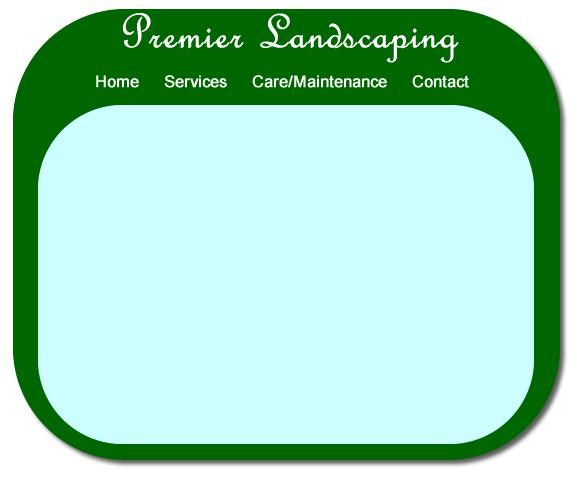 Premier Landscaping
Home Services Care/Maintenance Contact